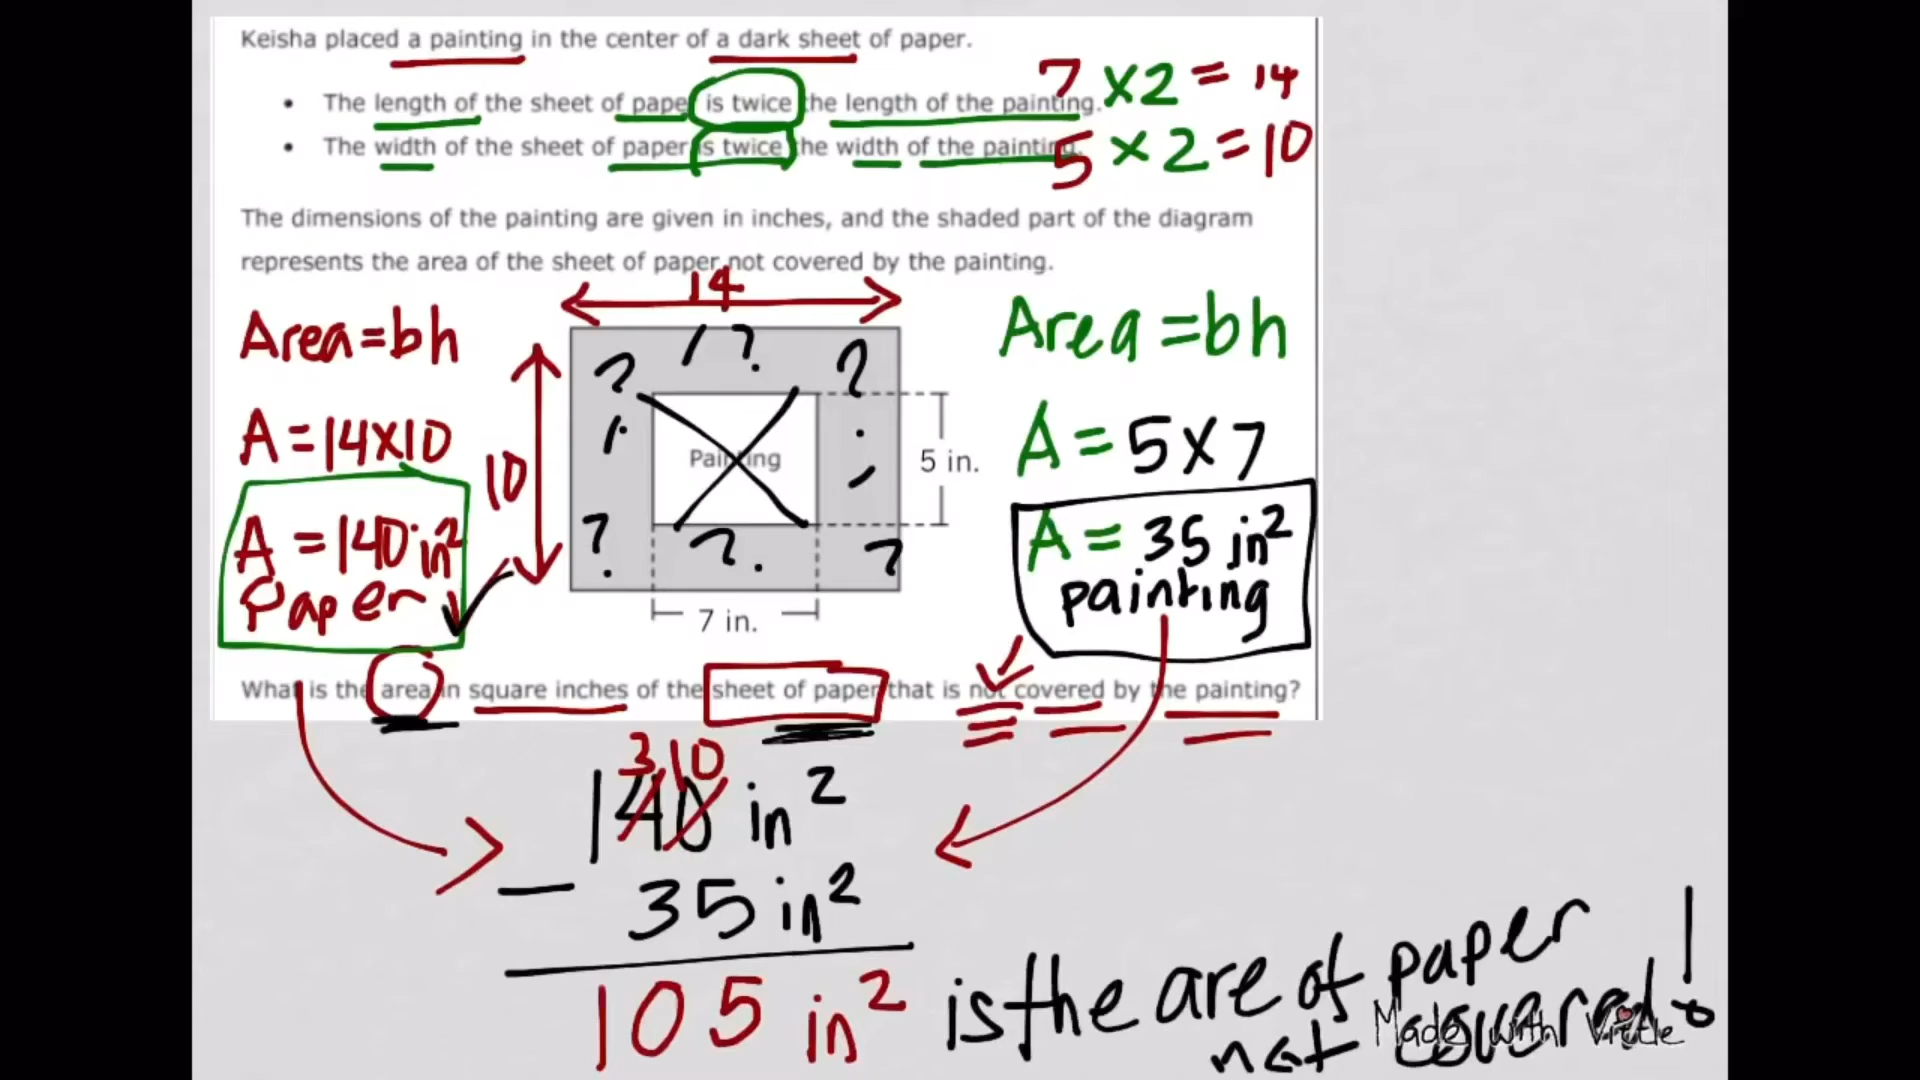 Keisha placed a painting in the center of a dark sheet of paper.
7 x2 = 14
• The length of the sheet of paper is twice the length of the painting.
• The width of the sheet of paper is twice the width of the painting.
5 x 2 = 10
The dimensions of the painting are given in inches, and the shaded part of the diagram
represents the area of the sheet of paper not covered by the painting.
14
Area = bh
A = 14x10
A = 140 in²
Paper
10
? ? ?
Painting
? ? ?
5 in.
7 in.
Area = bh
A = 5 x 7
A = 35 in²
painting
What is the area in square inches of the sheet of paper that is not covered by the painting?
3 10
140 in²
- 35 in²
105 in² is the are of paper
not covered!
Made with Vittle